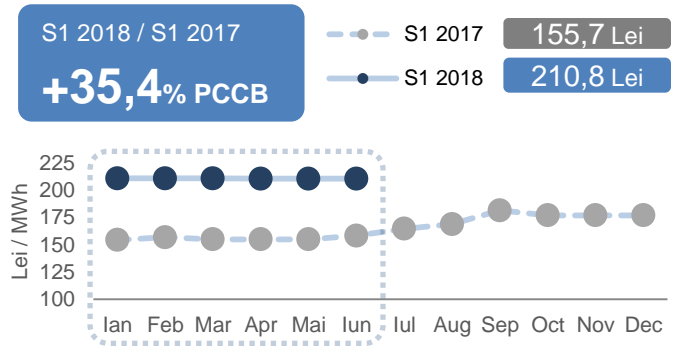 S1 2018 / S1 2017
+35,4% PCCB
S1 2017 155,7 Lei
S1 2018 210,8 Lei
Lei / MWh
225
200
175
150
125
100
Ian Feb Mar Apr Mai Iun Iul Aug Sep Oct Nov Dec